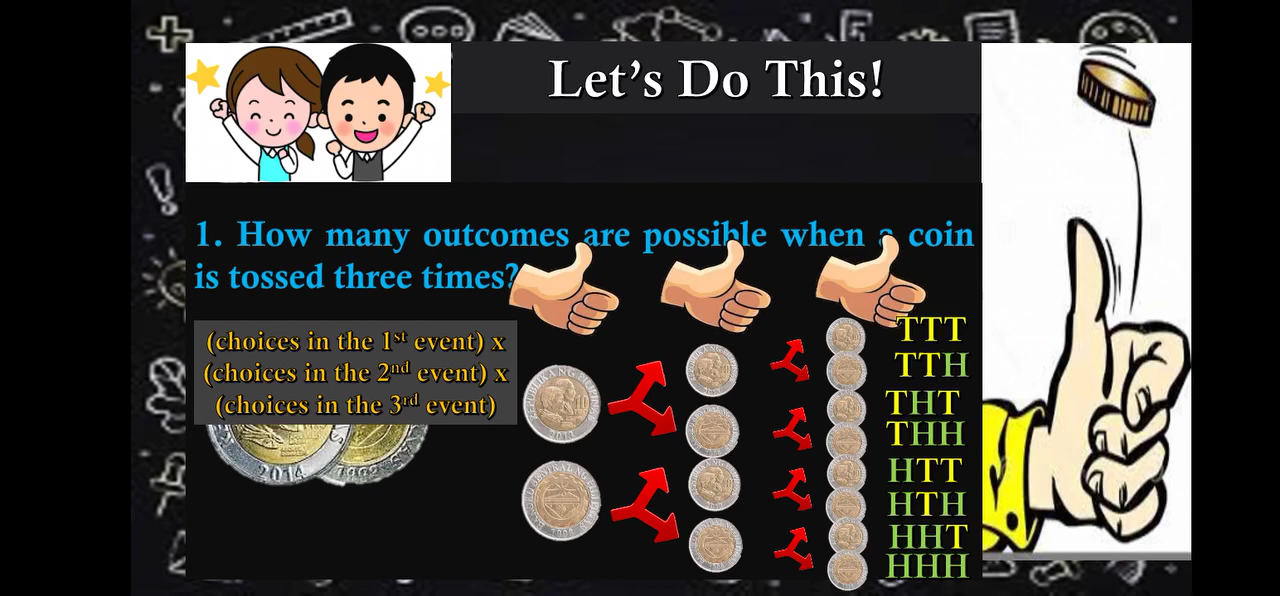 Let's Do This!
1. How many outcomes are possible when a coin
is tossed three times?
(choices in the 1st event) x
(choices in the 2nd event) x
(choices in the 3rd event)
2014
TTT
TTH
THT
THH
HTT
HTH
HHT
HHH